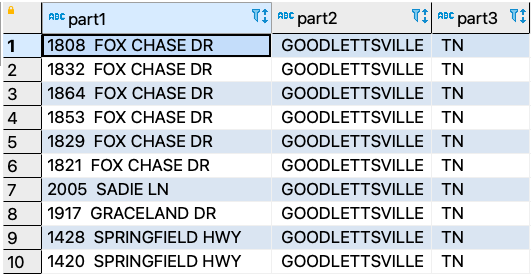 ABC part1 ABC part2 ABC part3
1 1808  FOX CHASE DR GOODLETTSVILLE TN
2 1832  FOX CHASE DR GOODLETTSVILLE TN
3 1864  FOX CHASE DR GOODLETTSVILLE TN
4 1853  FOX CHASE DR GOODLETTSVILLE TN
5 1829  FOX CHASE DR GOODLETTSVILLE TN
6 1821  FOX CHASE DR GOODLETTSVILLE TN
7 2005  SADIE LN GOODLETTSVILLE TN
8 1917  GRACELAND DR GOODLETTSVILLE TN
9 1428  SPRINGFIELD HWY GOODLETTSVILLE TN
10 1420  SPRINGFIELD HWY GOODLETTSVILLE TN